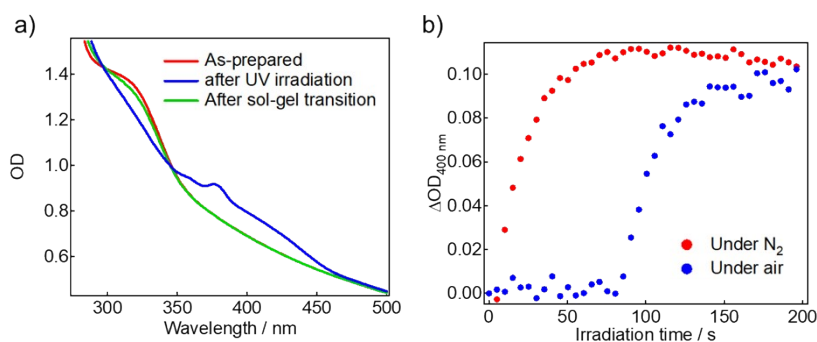 a)
As-prepared
after UV irradiation
After sol-gel transition
OD
1.4
1.2
1.0
0.8
0.6
300 350 400 450 500
Wavelength / nm
b)
ΔOD400 nm
0.10
0.08
0.06
0.04
0.02
0.00
Under N2
Under air
0 50 100 150 200
Irradiation time / s